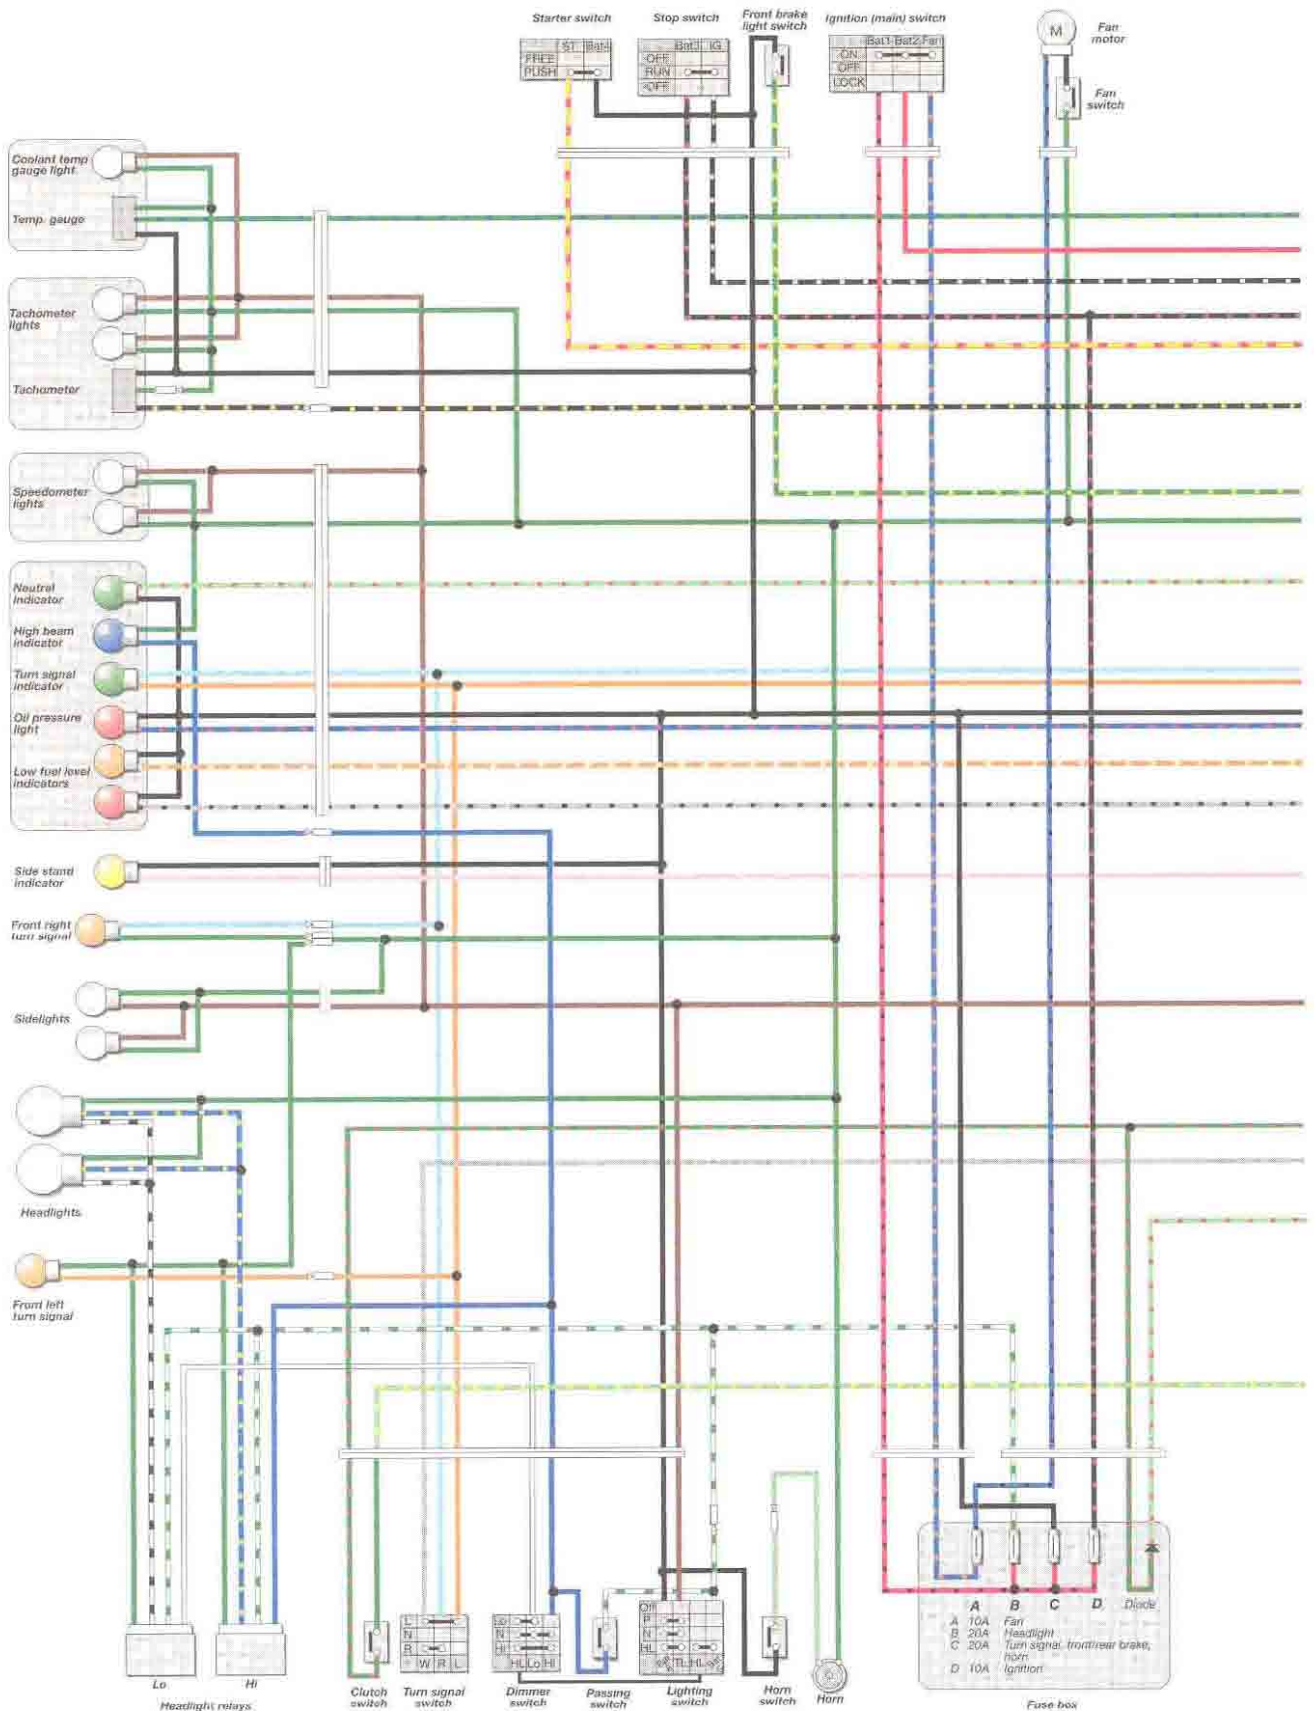 Starter switch
Stop switch
Front brake
light switch
Ignition (main) switch
Fan
motor
M
ST Bat4
FREE
PUSH
Bat3 IG
OFF
RUN
OFF
Bat1 Bat2 Fan
ON
OFF
LOCK
Fan
switch
Coolant temp
gauge light
Temp. gauge
Tachometer
lights
Tachometer
Speedometer
lights
Neutral
indicator
High beam
indicator
Turn signal
indicator
Oil pressure
light
Low fuel level
indicators
Side stand
indicator
Front right
turn signal
Sidelights
Headlights
Front left
turn signal
A B C D Diode
A 10A Fan
B 20A Headlight
C 20A Turn signal, front/rear brake,
horn
D 10A Ignition
L
N
R
W R L
Lo
N
HI
HL Lo HI
Off
P
N
HL
TL HL
Lo
Hi
Headlight relays
Clutch
switch
Turn signal
switch
Dimmer
switch
Passing
switch
Lighting
switch
Horn
switch
Horn
Fuse box